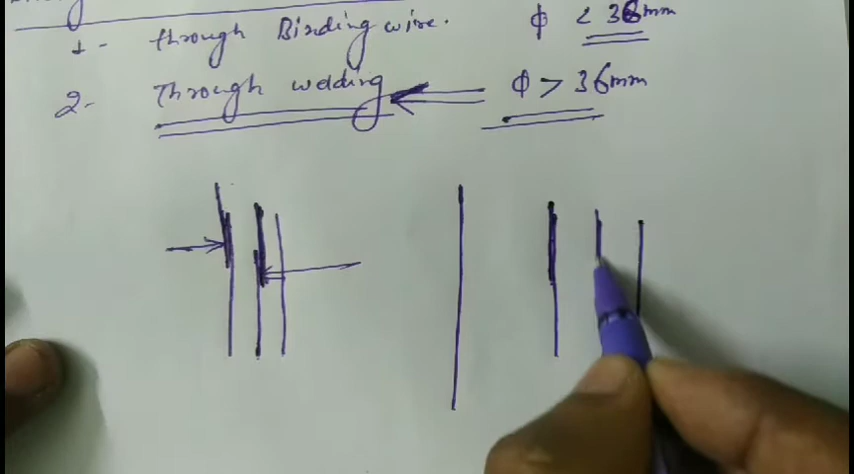 1- through Binding wire. ϕ < 36mm
2- Through welding ϕ > 36mm